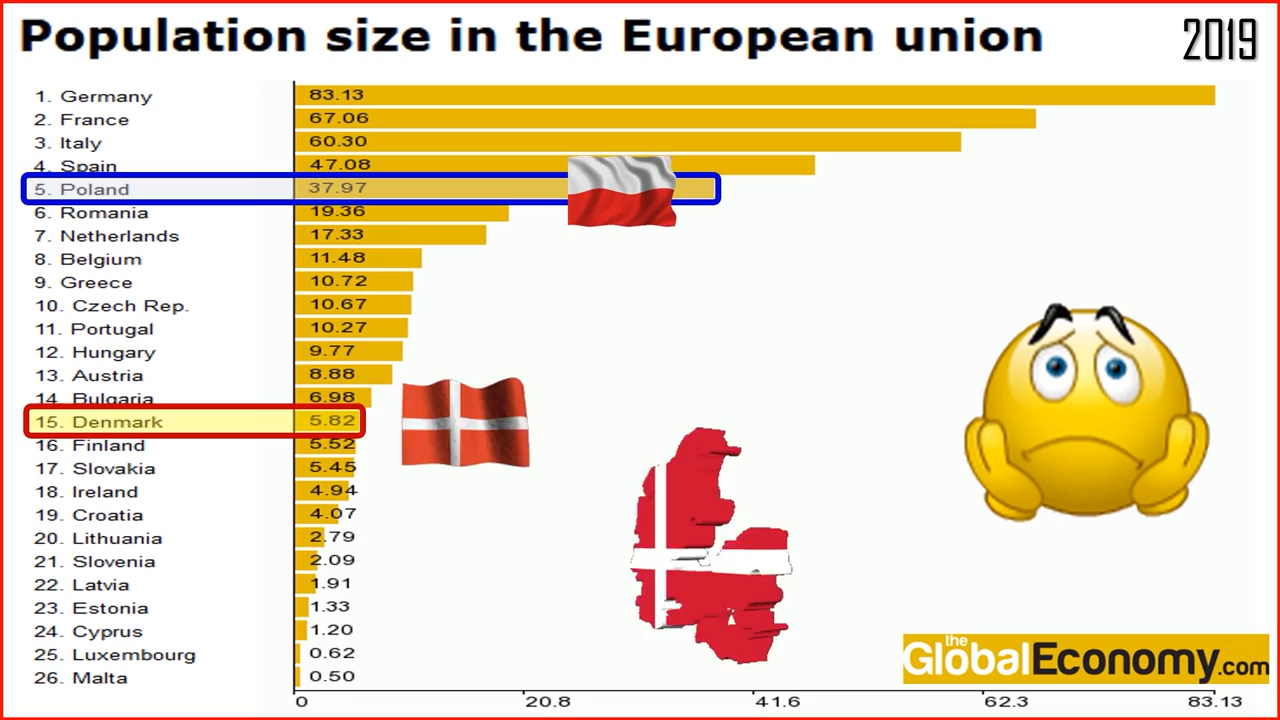 Population size in the European union
2019
1. Germany 83.13
2. France 67.06
3. Italy 60.30
4. Spain 47.08
5. Poland 37.97
6. Romania 19.36
7. Netherlands 17.33
8. Belgium 11.48
9. Greece 10.72
10. Czech Rep. 10.67
11. Portugal 10.27
12. Hungary 9.77
13. Austria 8.88
14. Bulgaria 6.98
15. Denmark 5.82
16. Finland 5.52
17. Slovakia 5.45
18. Ireland 4.94
19. Croatia 4.07
20. Lithuania 2.79
21. Slovenia 2.09
22. Latvia 1.91
23. Estonia 1.33
24. Cyprus 1.20
25. Luxembourg 0.62
26. Malta 0.50
0 20.8 41.6 62.3 83.13
the
GlobalEconomy.com